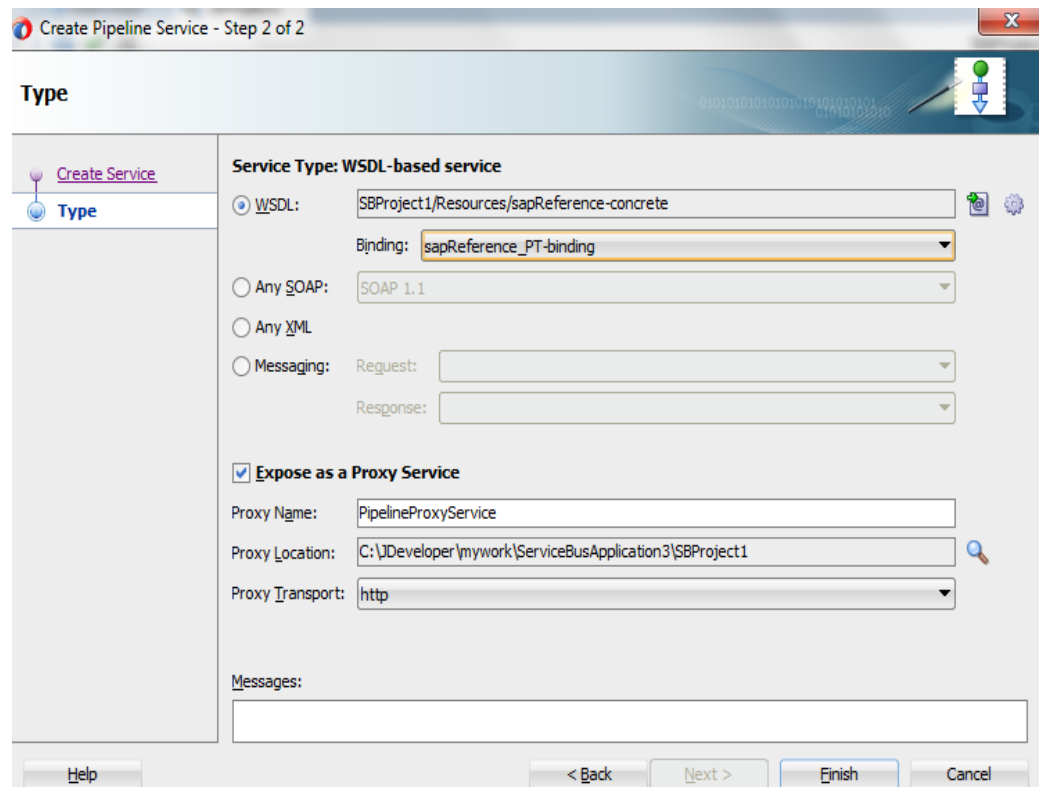 Create Pipeline Service - Step 2 of 2
Type
Create Service
Type
Service Type: WSDL-based service
WSDL: SBProject1/Resources/sapReference-concrete
Binding: sapReference_PT-binding
Any SOAP: SOAP 1.1
Any XML
Messaging: Request:
Response:
Expose as a Proxy Service
Proxy Name: PipelineProxyService
Proxy Location: C:\JDeveloper\mywork\ServiceBusApplication3\SBProject1
Proxy Transport: http
Messages:
Help < Back Next > Finish Cancel